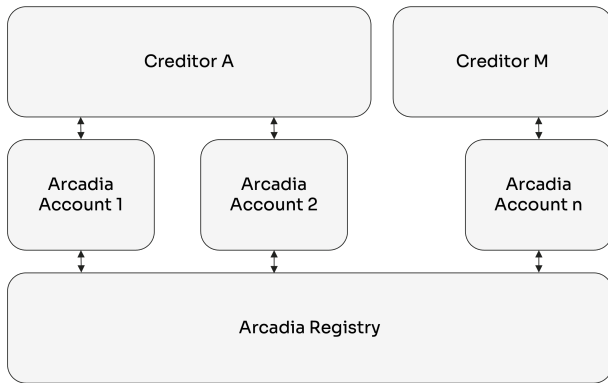 Creditor A
Creditor M
Arcadia
Account 1
Arcadia
Account 2
Arcadia
Account n
Arcadia Registry